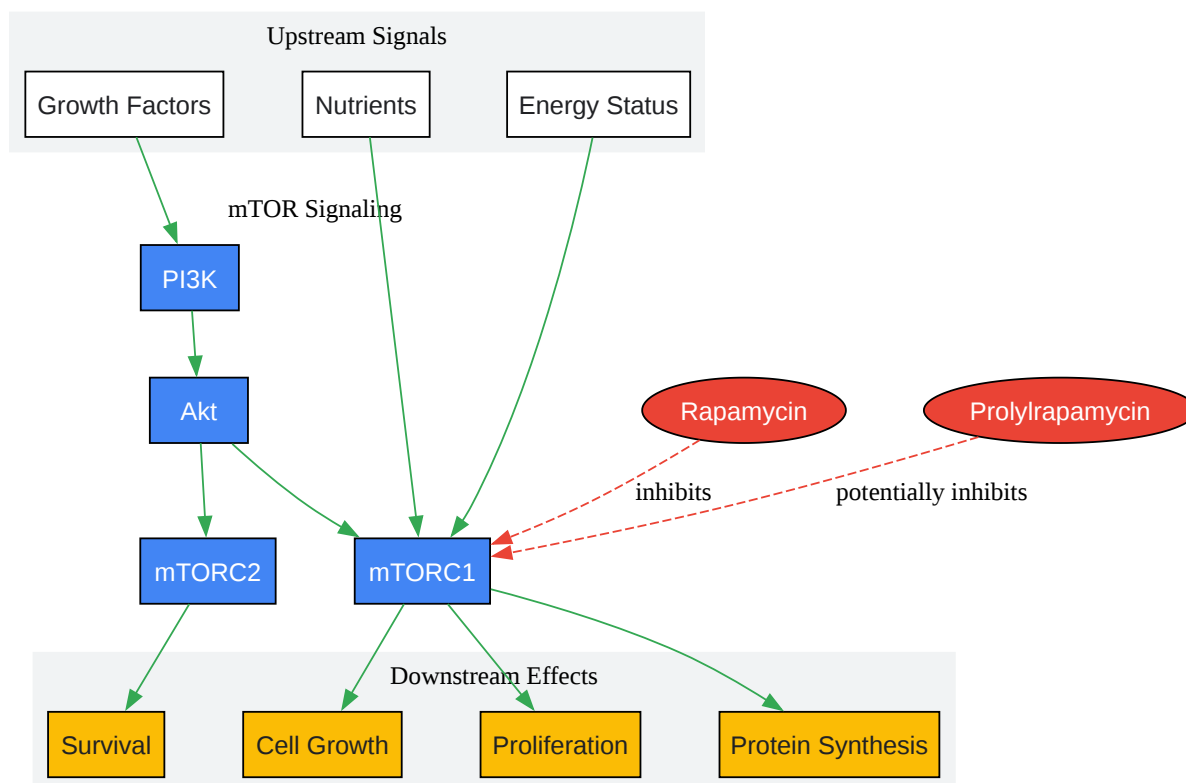 Upstream Signals
Growth Factors
Nutrients
Energy Status
mTOR Signaling
PI3K
Akt
Rapamycin
Prolylrapamycin
inhibits
potentially inhibits
mTORC2
mTORC1
Downstream Effects
Survival
Cell Growth
Proliferation
Protein Synthesis